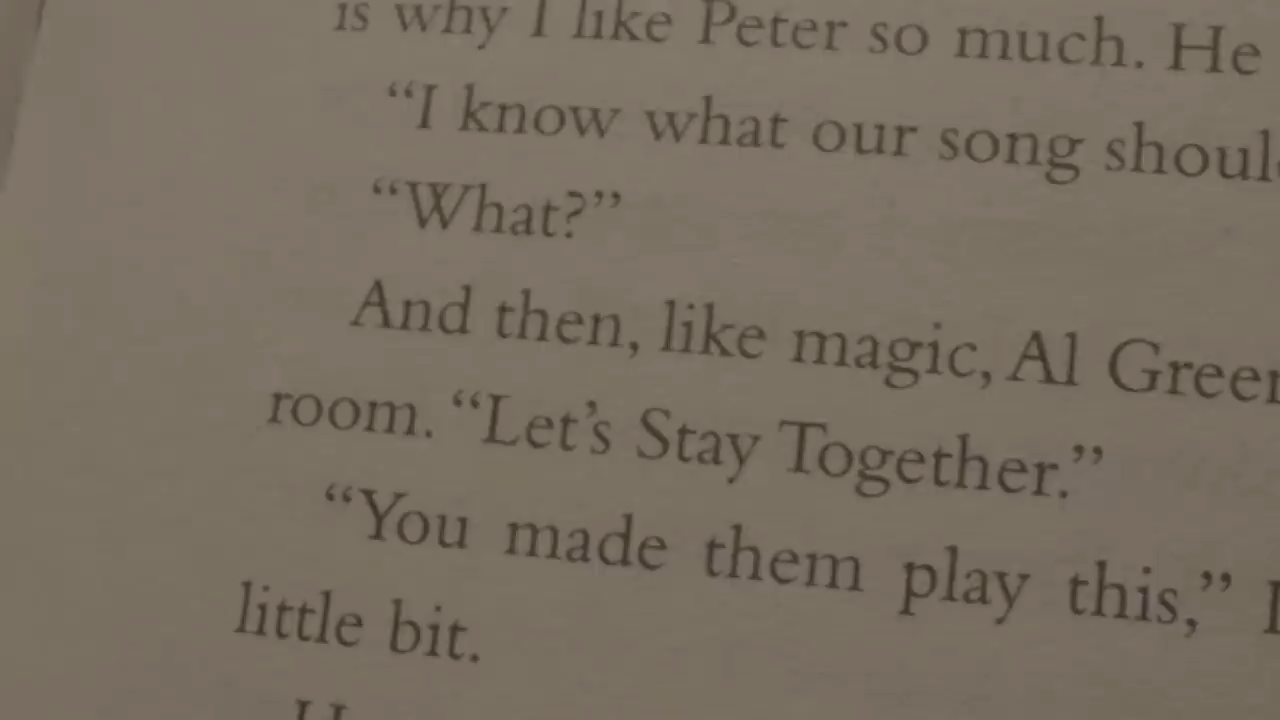 is why I like Peter so much. He
“I know what our song shoul
“What?”
And then, like magic, Al Green
room. “Let’s Stay Together.”
“You made them play this,” I
little bit.